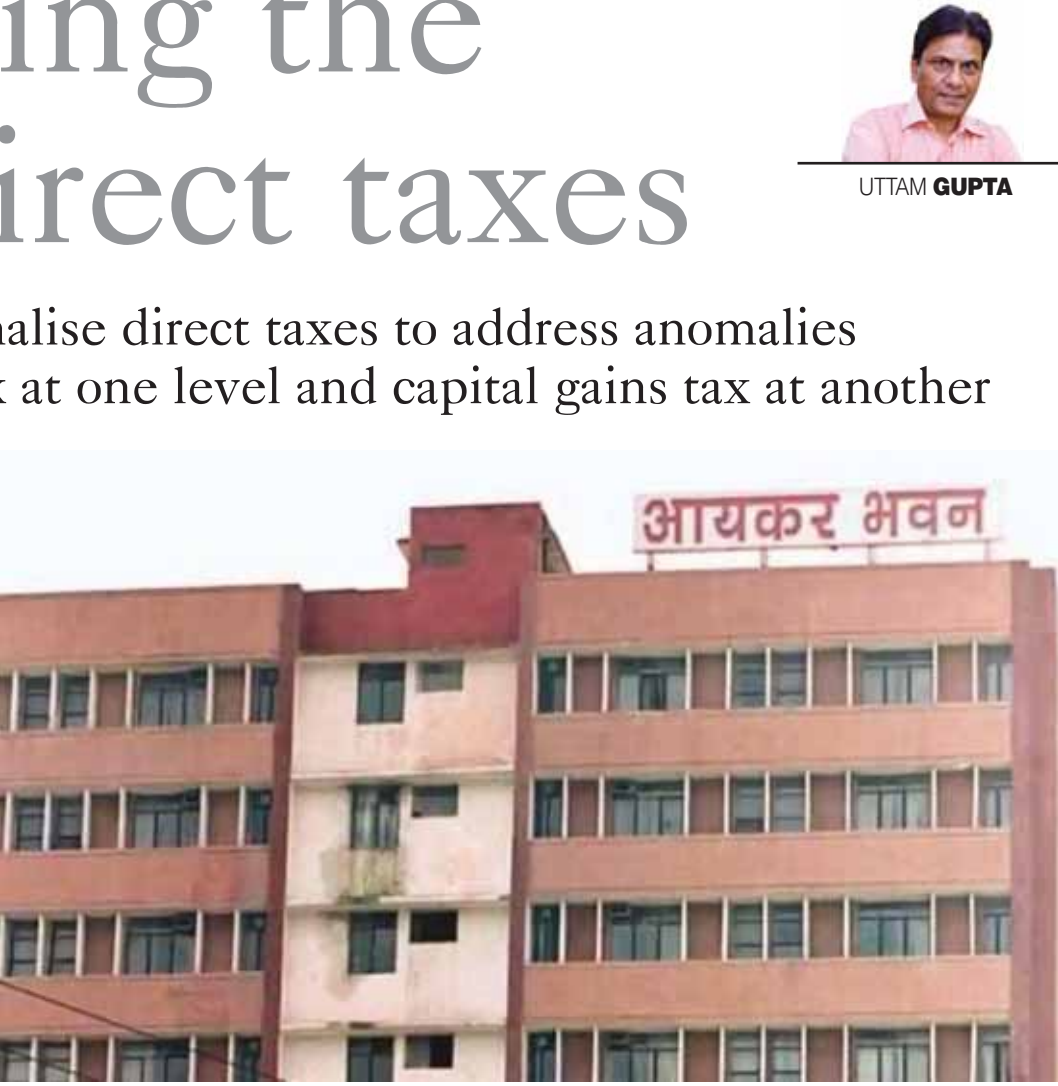 ing the
irect taxes
UTTAM GUPTA
nalise direct taxes to address anomalies
x at one level and capital gains tax at another
आयकर भवन